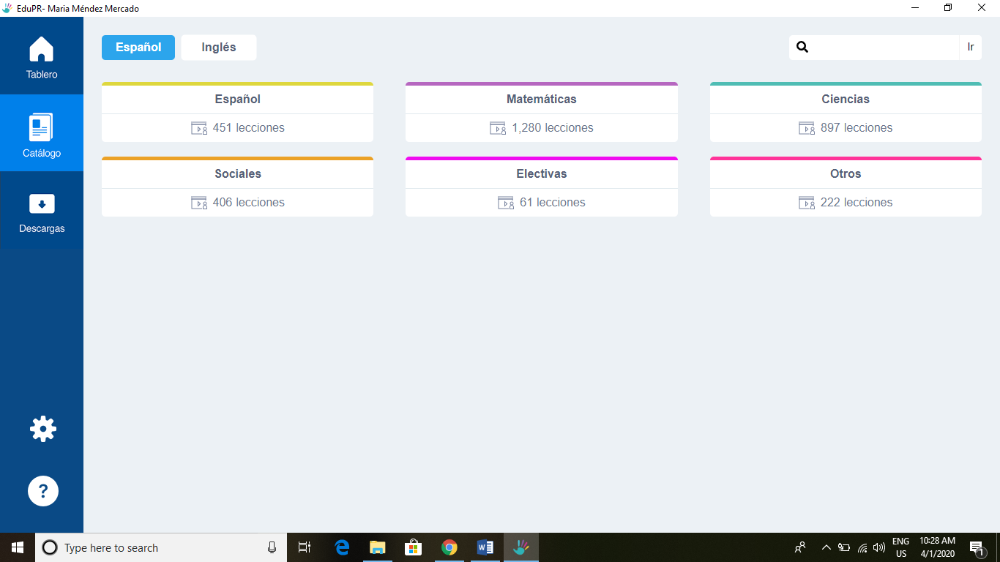 EduPR- Maria Méndez Mercado
Tablero
Catálogo
Descargas
?
Español
Inglés
Ir
Español
451 lecciones
Matemáticas
1,280 lecciones
Ciencias
897 lecciones
Sociales
406 lecciones
Electivas
61 lecciones
Otros
222 lecciones
Type here to search
ENG
US
10:28 AM
4/1/2020
1